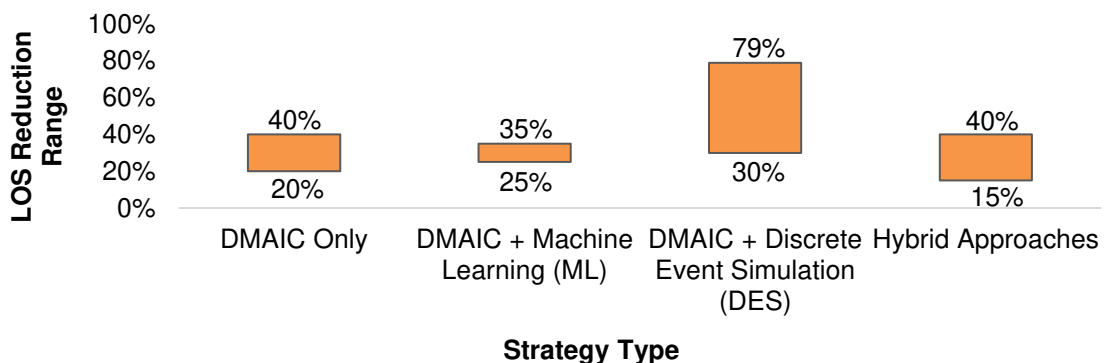 LOS Reduction
Range
100%
80%
60%
40%
20%
0%
40%
20%
35%
25%
79%
30%
40%
15%
DMAIC Only
DMAIC + Machine
Learning (ML)
DMAIC + Discrete
Event Simulation
(DES)
Hybrid Approaches
Strategy Type